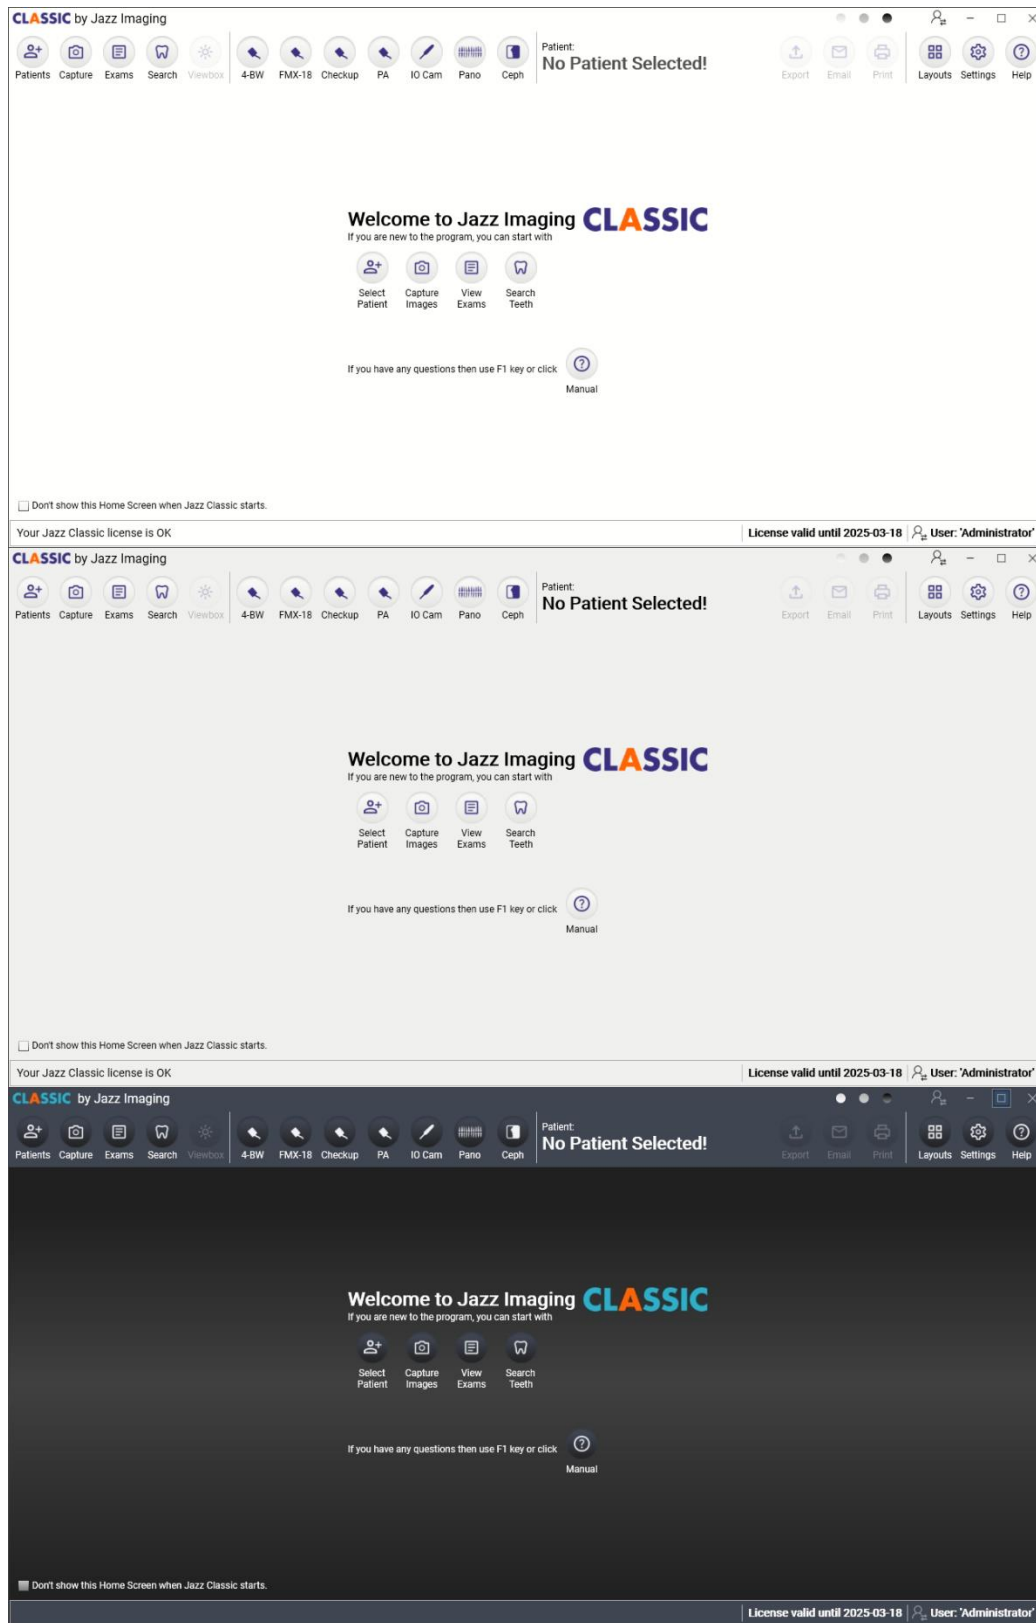 CLASSIC by Jazz Imaging
Patients Capture Exams Search Viewbox 4-BW FMX-18 Checkup PA IO Cam Pano Ceph
Patient:
No Patient Selected!
Export Email Print Layouts Settings Help
Welcome to Jazz Imaging CLASSIC
If you are new to the program, you can start with
Select Patient
Capture Images
View Exams
Search Teeth
If you have any questions then use F1 key or click
Manual
Don't show this Home Screen when Jazz Classic starts.
Your Jazz Classic license is OK
License valid until 2025-03-18 User: 'Administrator'
CLASSIC by Jazz Imaging
Patients Capture Exams Search Viewbox 4-BW FMX-18 Checkup PA IO Cam Pano Ceph
Patient:
No Patient Selected!
Export Email Print Layouts Settings Help
Welcome to Jazz Imaging CLASSIC
If you are new to the program, you can start with
Select Patient
Capture Images
View Exams
Search Teeth
If you have any questions then use F1 key or click
Manual
Don't show this Home Screen when Jazz Classic starts.
Your Jazz Classic license is OK
License valid until 2025-03-18 User: 'Administrator'
CLASSIC by Jazz Imaging
Patients Capture Exams Search Viewbox 4-BW FMX-18 Checkup PA IO Cam Pano Ceph
Patient:
No Patient Selected!
Export Email Print Layouts Settings Help
Welcome to Jazz Imaging CLASSIC
If you are new to the program, you can start with
Select Patient
Capture Images
View Exams
Search Teeth
If you have any questions then use F1 key or click
Manual
Don't show this Home Screen when Jazz Classic starts.
License valid until 2025-03-18 User: 'Administrator'